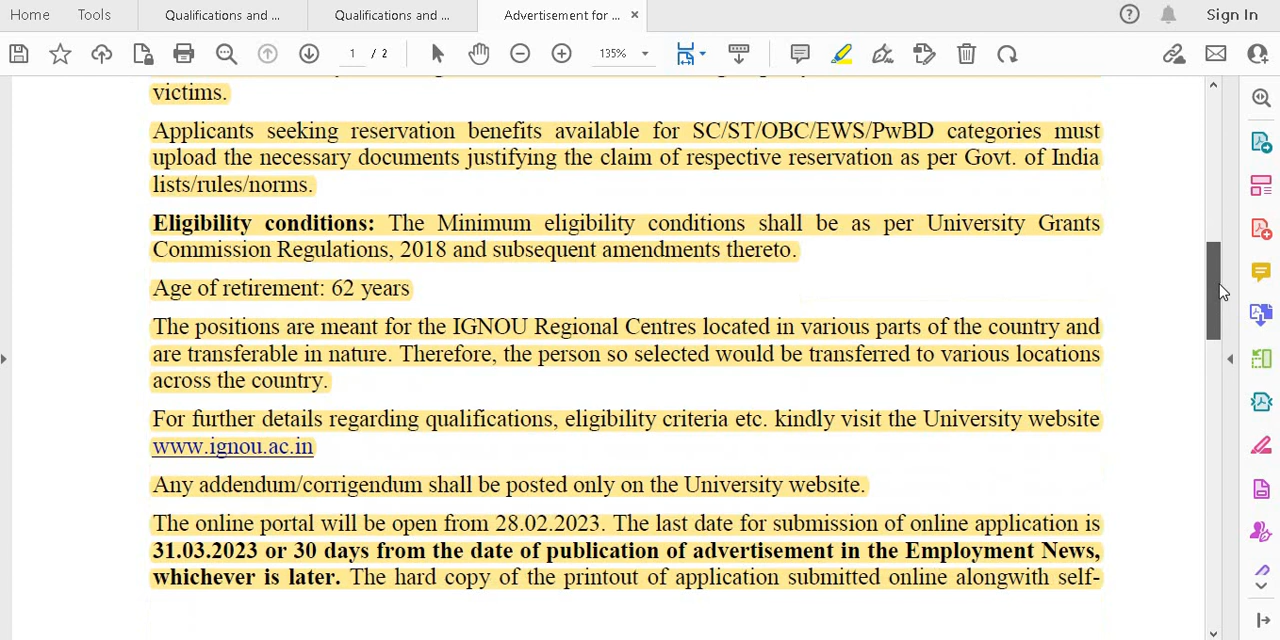 Home Tools Qualifications and ... Qualifications and ... Advertisement for ... × Sign In
1 / 2 135%
victims.
Applicants seeking reservation benefits available for SC/ST/OBC/EWS/PwBD categories must
upload the necessary documents justifying the claim of respective reservation as per Govt. of India
lists/rules/norms.
Eligibility conditions: The Minimum eligibility conditions shall be as per University Grants
Commission Regulations, 2018 and subsequent amendments thereto.
Age of retirement: 62 years
The positions are meant for the IGNOU Regional Centres located in various parts of the country and
are transferable in nature. Therefore, the person so selected would be transferred to various locations
across the country.
For further details regarding qualifications, eligibility criteria etc. kindly visit the University website
www.ignou.ac.in
Any addendum/corrigendum shall be posted only on the University website.
The online portal will be open from 28.02.2023. The last date for submission of online application is
31.03.2023 or 30 days from the date of publication of advertisement in the Employment News,
whichever is later. The hard copy of the printout of application submitted online alongwith self-